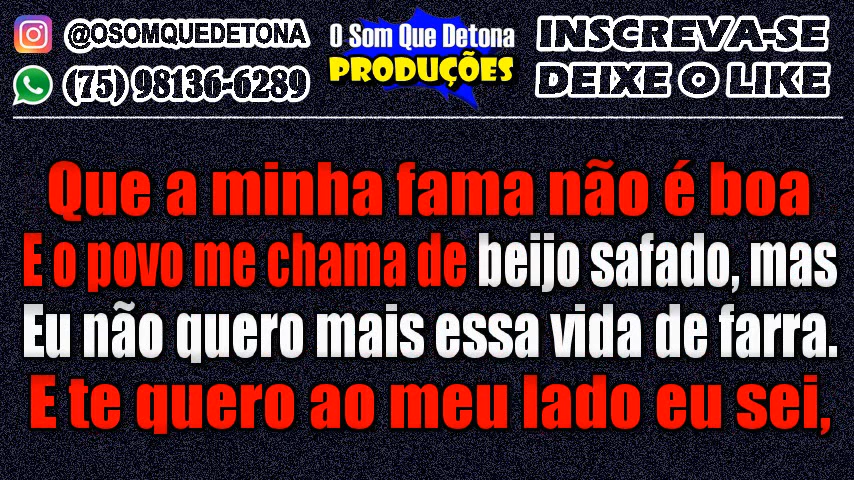 @OSOMQUEDETONA
(75) 98136-6289
O Som Que Detona
PRODUÇÕES
INSCREVA-SE
DEIXE O LIKE
Que a minha fama não é boa
E o povo me chama de beijo safado, mas
Eu não quero mais essa vida de farra.
E te quero ao meu lado eu sei,